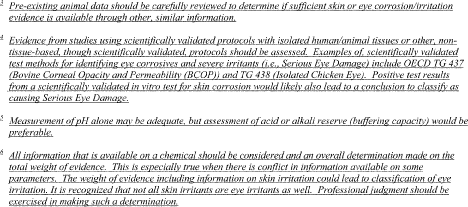 3 Pre-existing animal data should be carefully reviewed to determine if sufficient skin or eye corrosion/irritation
evidence is available through other, similar information.
4 Evidence from studies using scientifically validated protocols with isolated human/animal tissues or other, non-
tissue-based, though scientifically validated, protocols should be assessed. Examples of, scientifically validated
test methods for identifying eye corrosives and severe irritants (i.e., Serious Eye Damage) include OECD TG 437
(Bovine Corneal Opacity and Permeability (BCOP)) and TG 438 (Isolated Chicken Eye). Positive test results
from a scientifically validated in vitro test for skin corrosion would likely also lead to a conclusion to classify as
causing Serious Eye Damage.
5 Measurement of pH alone may be adequate, but assessment of acid or alkali reserve (buffering capacity) would be
preferable.
6 All information that is available on a chemical should be considered and an overall determination made on the
total weight of evidence. This is especially true when there is conflict in information available on some
parameters. The weight of evidence including information on skin irritation could lead to classification of eye
irritation. It is recognized that not all skin irritants are eye irritants as well. Professional judgment should be
exercised in making such a determination.